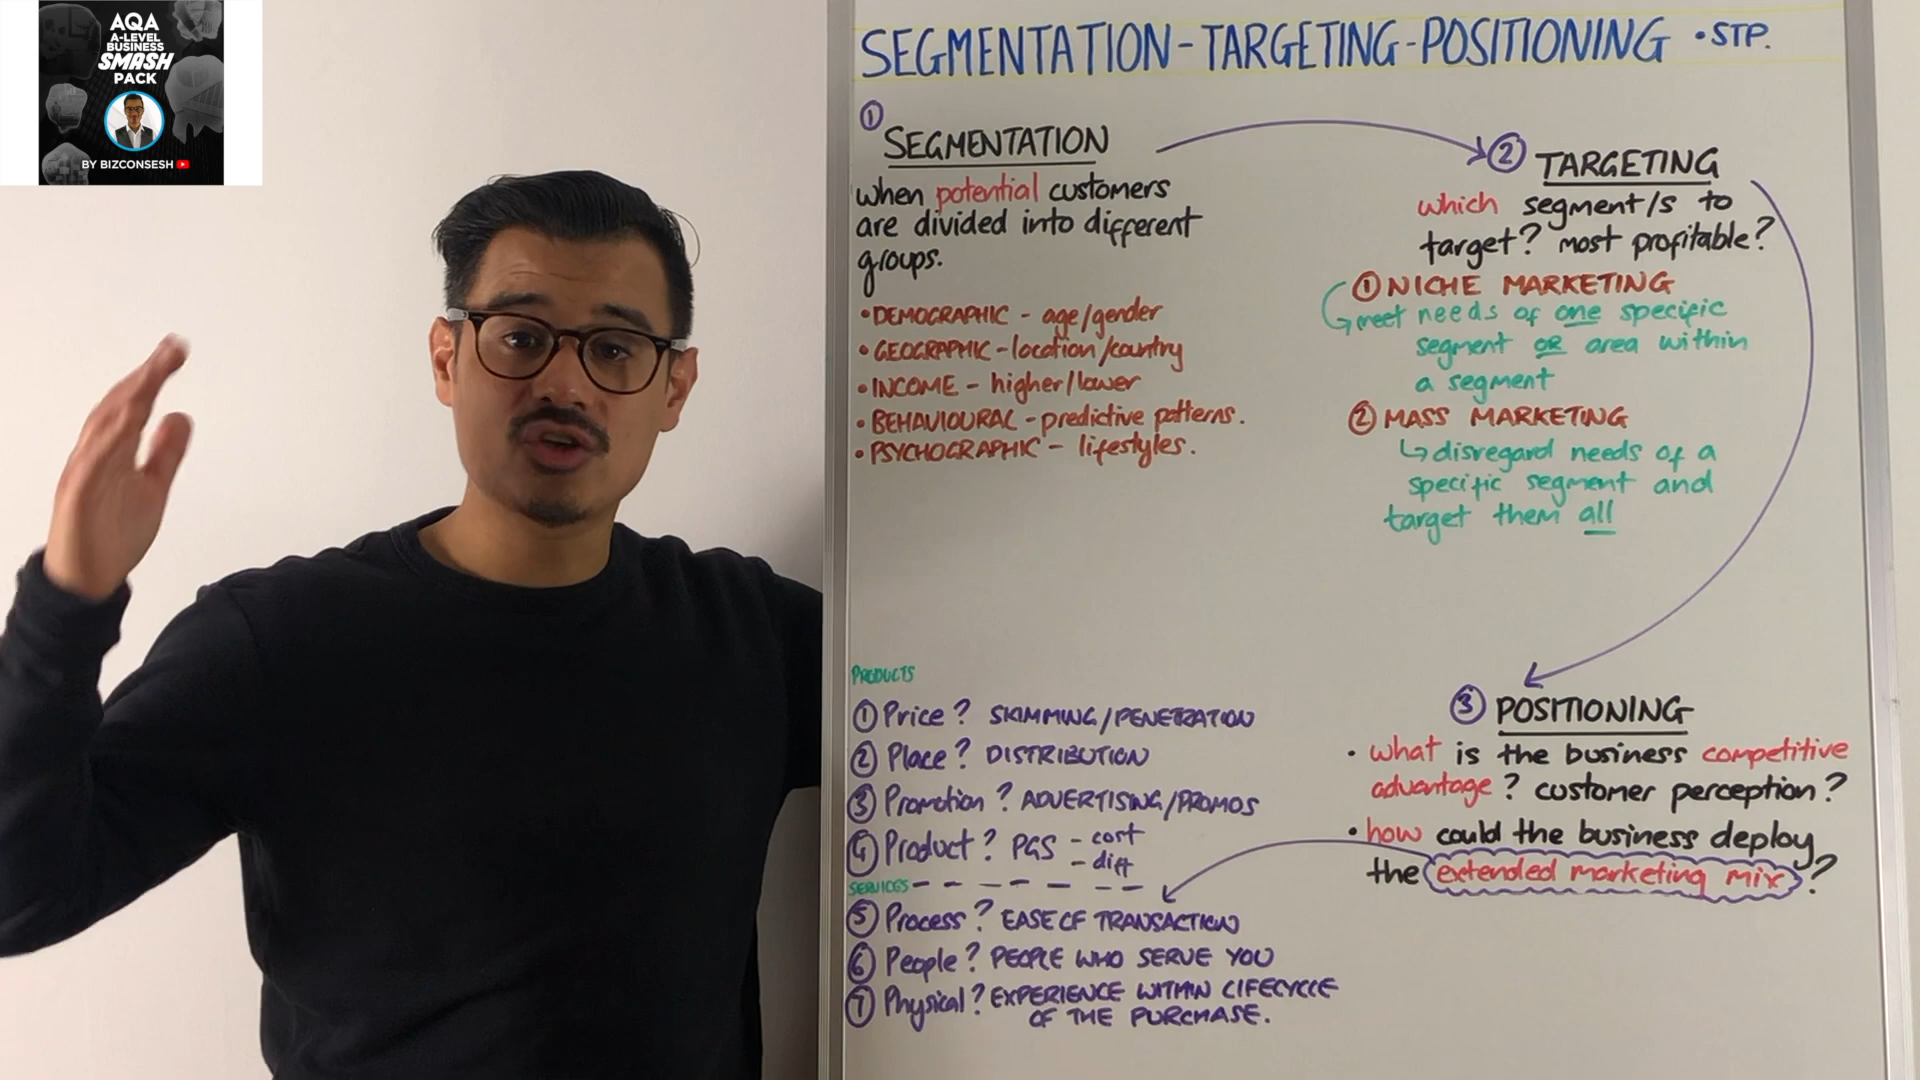 AQA
A-LEVEL
BUSINESS
SMASH
PACK
BY BIZCONSESH
SEGMENTATION-TARGETING-POSITIONING • STP.
① SEGMENTATION
when potential customers
are divided into different
groups.
• DEMOGRAPHIC - age/gender
• GEOGRAPHIC - location/country
• INCOME - higher/lower
• BEHAVIOURAL - predictive patterns.
• PSYCHOGRAPHIC - lifestyles.
② TARGETING
which segment/s to
target? most profitable?
① NICHE MARKETING
meet needs of one specific
segment OR area within
a segment
② MASS MARKETING
disregard needs of a
specific segment and
target them all
③ POSITIONING
• what is the business competitive
advantage? customer perception?
• how could the business deploy
the extended marketing mix?
PRODUCTS
① Price? SKIMMING/PENETRATION
② Place? DISTRIBUTION
③ Promotion? ADVERTISING/PROMOS
④ Product? PGS - cost
- diff
SERVICES
⑤ Process? EASE OF TRANSACTION
⑥ People? PEOPLE WHO SERVE YOU
⑦ Physical? EXPERIENCE WITHIN LIFECYCLE
OF THE PURCHASE.